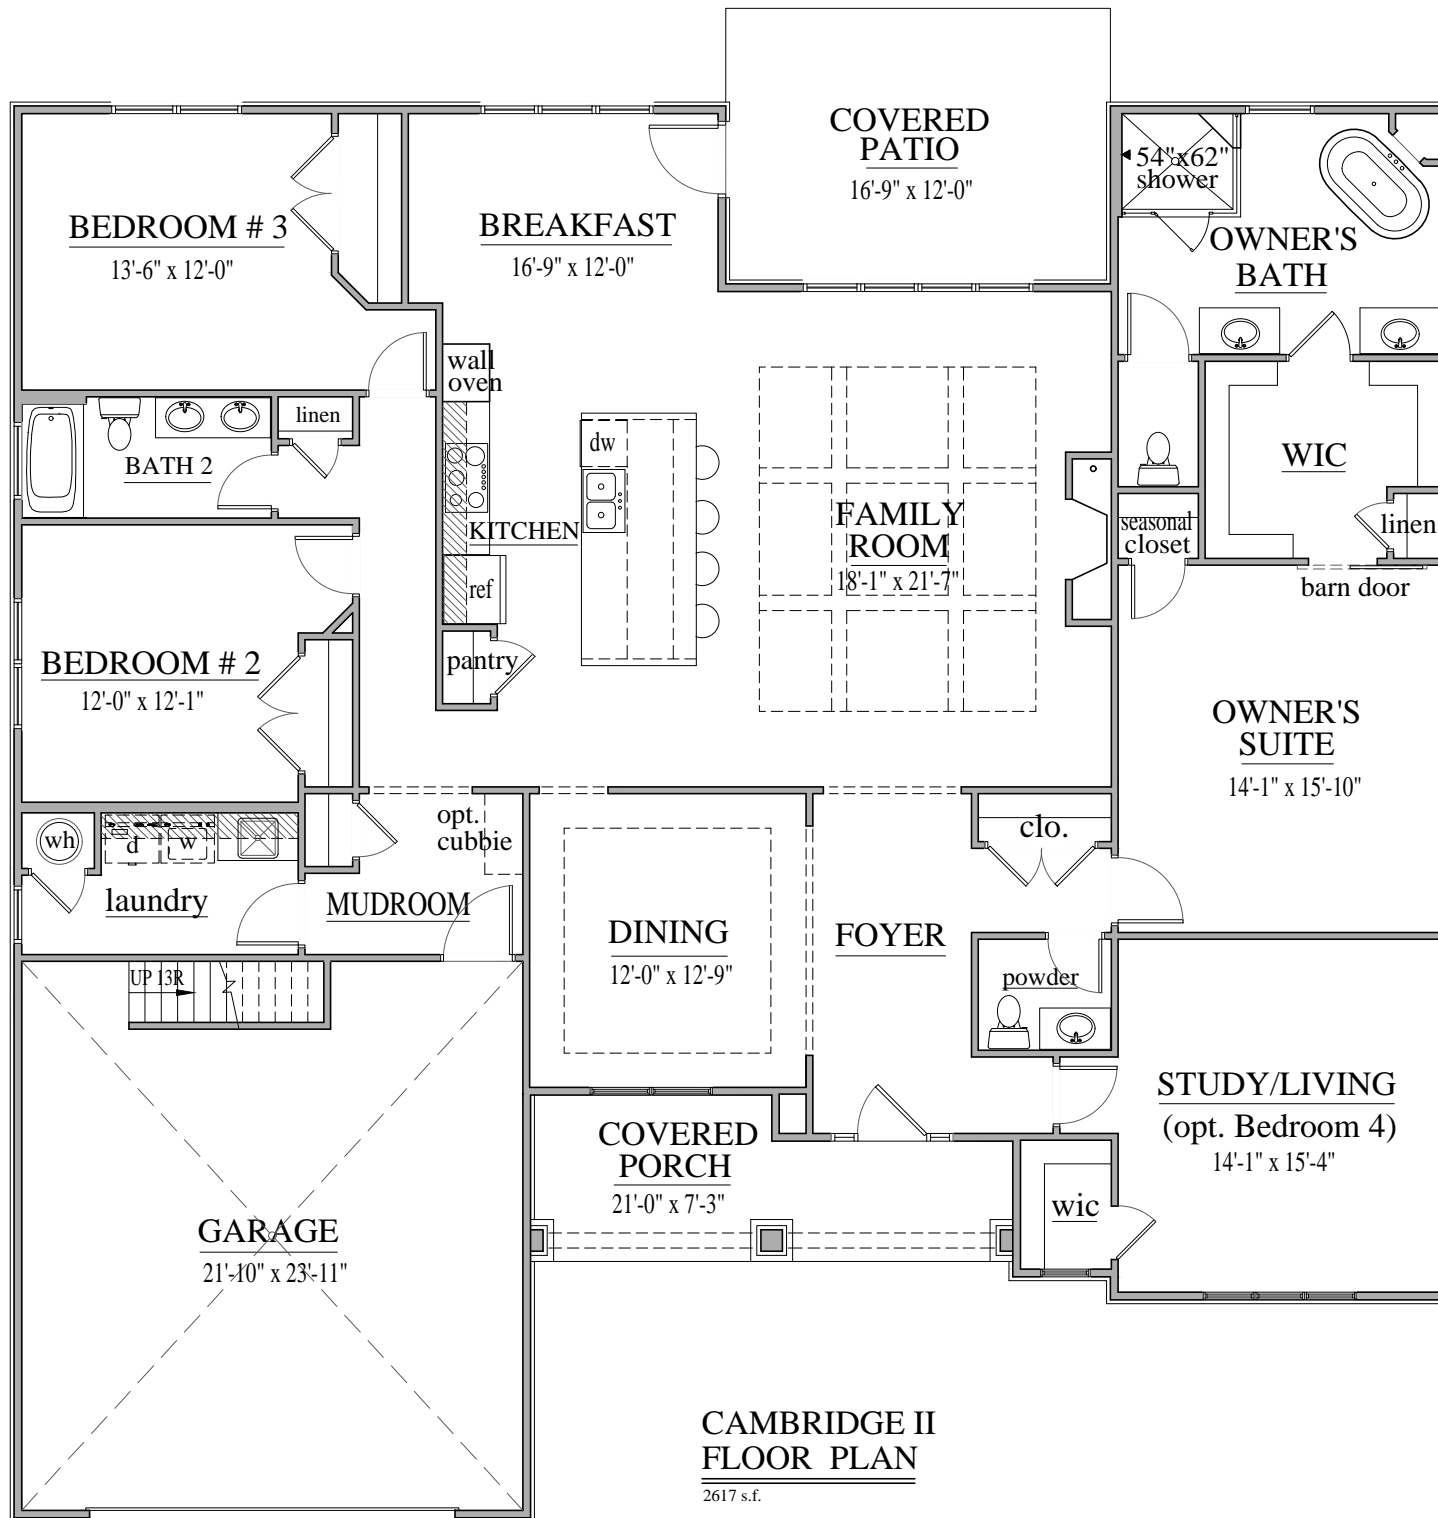 COVERED
PATIO
16'-9" x 12'-0"
54"x62"
shower
BEDROOM # 3
13'-6" x 12'-0"
BREAKFAST
16'-9" x 12'-0"
OWNER'S
BATH
wall
oven
linen
BATH 2
dw
KITCHEN
ref
pantry
FAMILY
ROOM
18'-1" x 21'-7"
WIC
seasonal
closet
linen
barn door
BEDROOM # 2
12'-0" x 12'-1"
OWNER'S
SUITE
14'-1" x 15'-10"
wh
d
w
laundry
opt.
cubbie
MUDROOM
clo.
DINING
12'-0" x 12'-9"
FOYER
powder
UP 13R
STUDY/LIVING
(opt. Bedroom 4)
14'-1" x 15'-4"
COVERED
PORCH
21'-0" x 7'-3"
wic
GARAGE
21'-10" x 23'-11"
CAMBRIDGE II
FLOOR PLAN
2617 s.f.